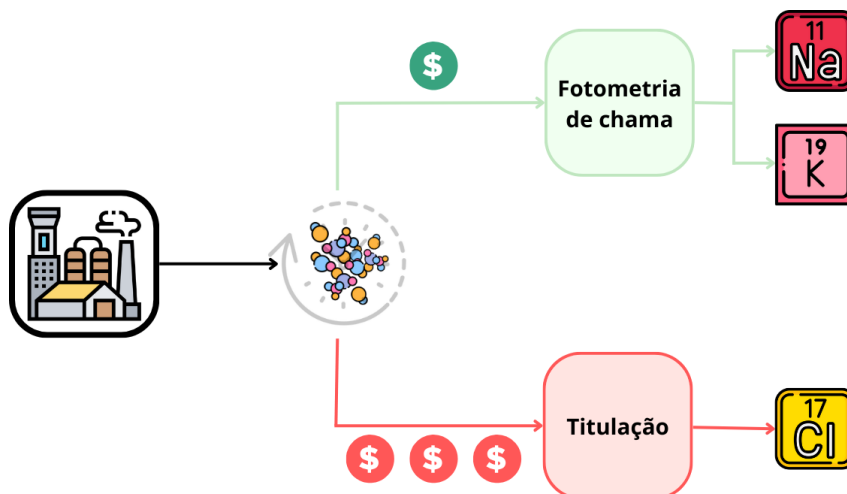 $
Fotometria
de chama
11
Na
19
K
$ $ $
Titulação
17
Cl